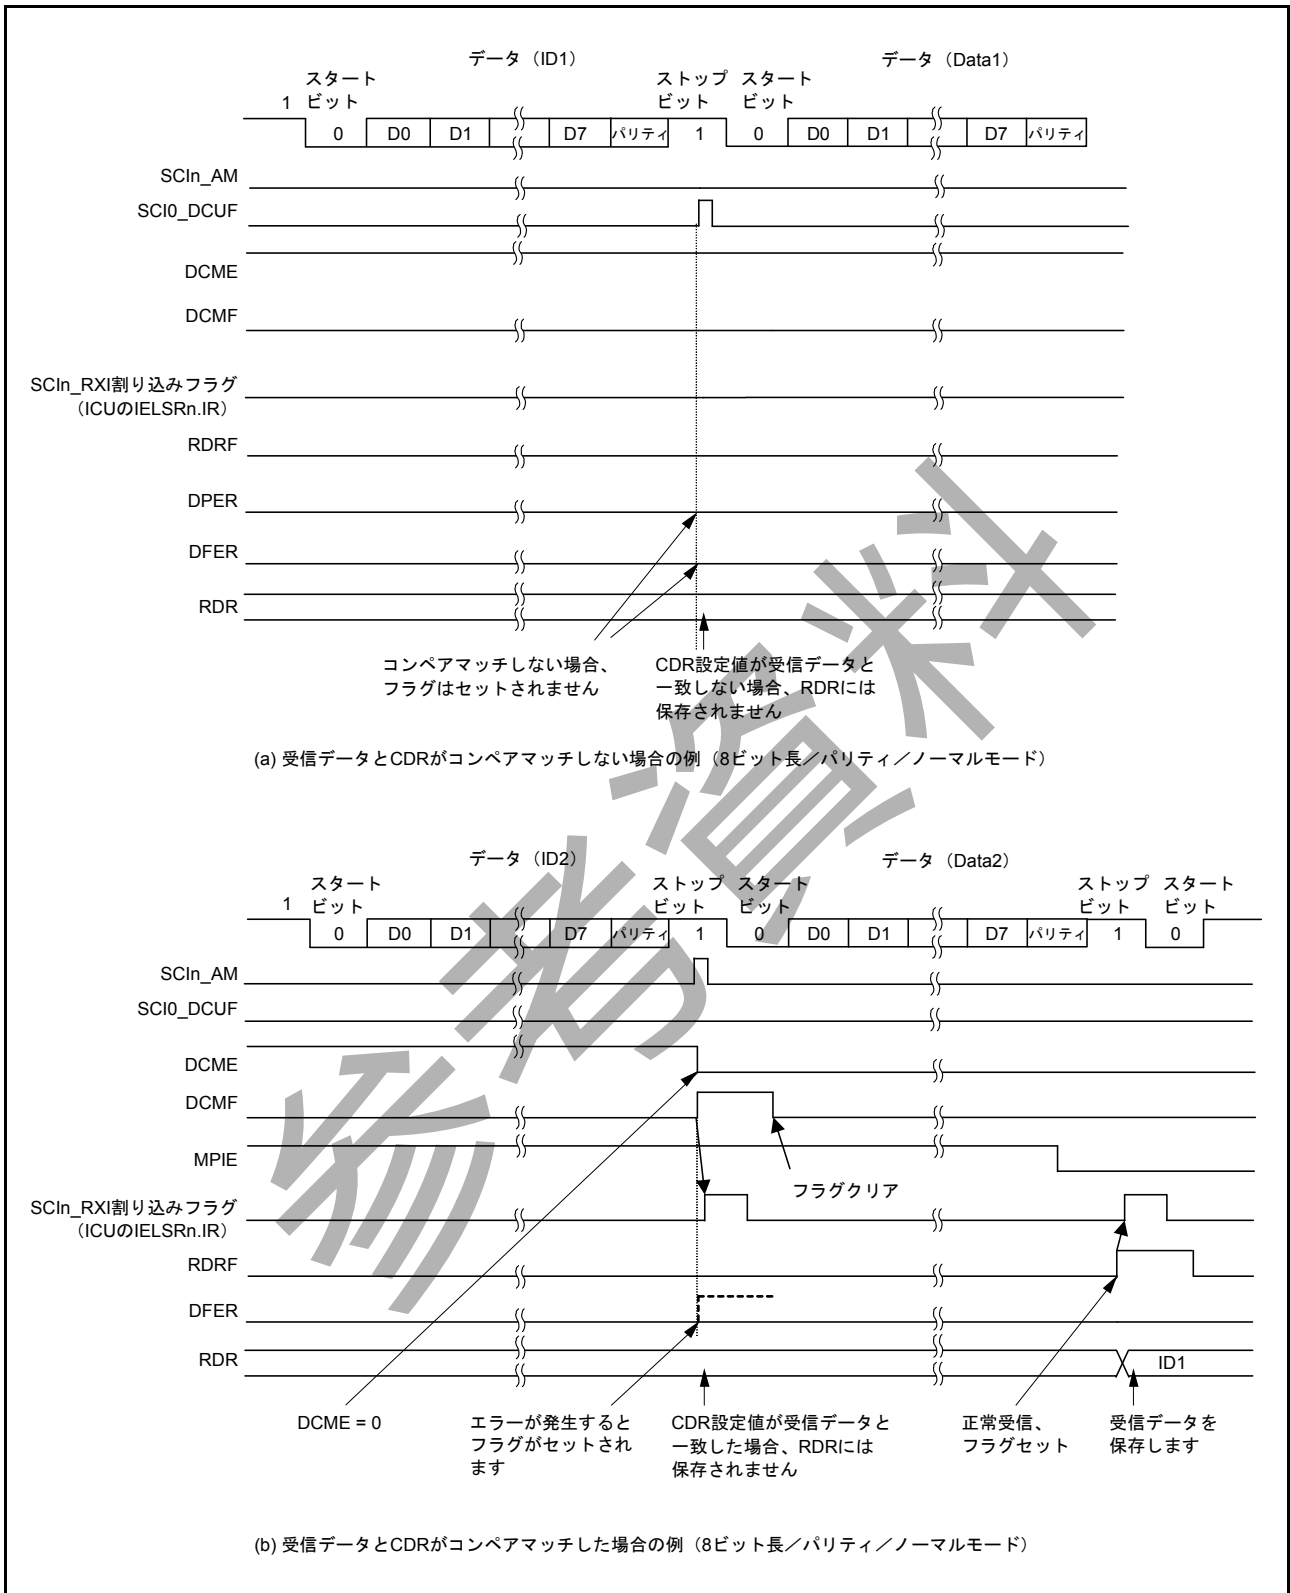 データ（ID1）
データ（Data1）
スタート
ビット
ストップ
ビット
スタート
ビット
1
0
D0
D1
D7
パリティ
1
0
D0
D1
D7
パリティ
SCIn_AM
SCI0_DCUF
DCME
DCMF
SCIn_RXI割り込みフラグ
（ICUのIELSRn.IR）
RDRF
DPER
DFER
RDR
コンペアマッチしない場合、
フラグはセットされません
CDR設定値が受信データと
一致しない場合、RDRには
保存されません
(a) 受信データとCDRがコンペアマッチしない場合の例（8ビット長／パリティ／ノーマルモード）
データ（ID2）
データ（Data2）
スタート
ビット
ストップ
ビット
スタート
ビット
ストップ
ビット
スタート
ビット
1
0
D0
D1
D7
パリティ
1
0
D0
D1
D7
パリティ
1
0
SCIn_AM
SCI0_DCUF
DCME
DCMF
MPIE
フラグクリア
SCIn_RXI割り込みフラグ
（ICUのIELSRn.IR）
RDRF
DFER
RDR
ID1
DCME = 0
エラーが発生すると
フラグがセットされ
ます
CDR設定値が受信データと
一致した場合、RDRには
保存されません
正常受信、
フラグセット
受信データを
保存します
(b) 受信データとCDRがコンペアマッチした場合の例（8ビット長／パリティ／ノーマルモード）
参考資料